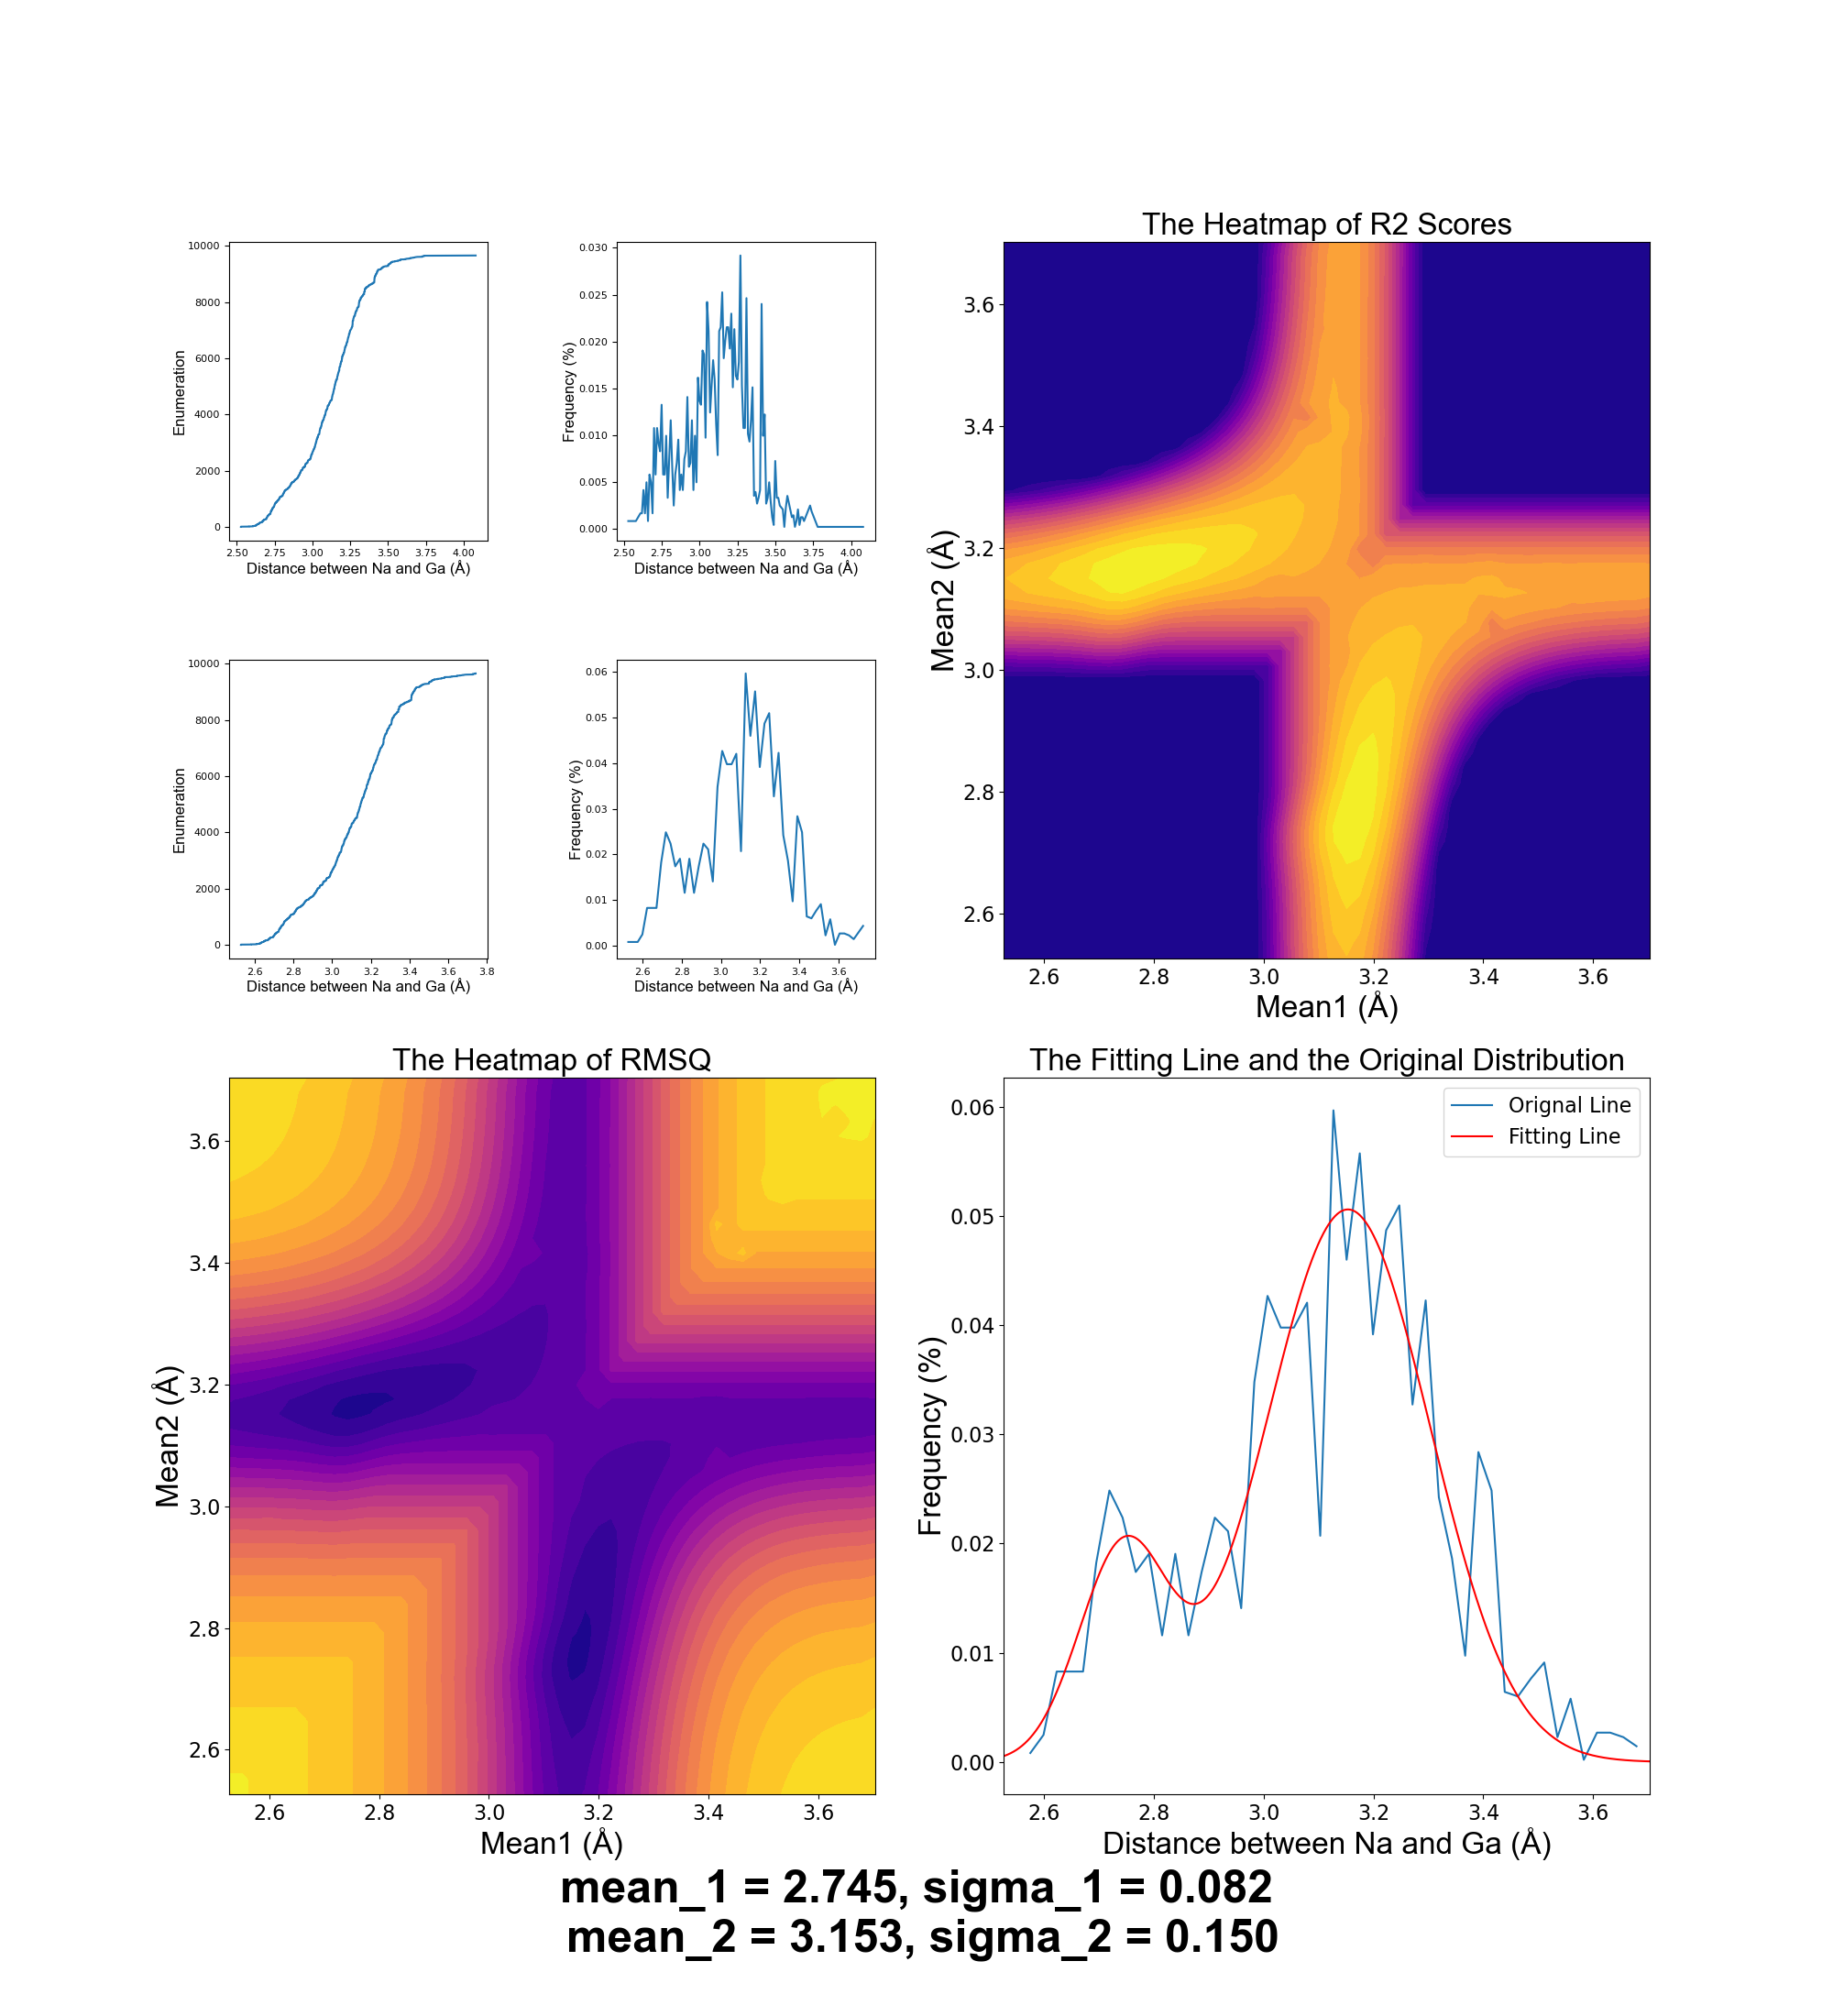 10000
8000
6000
4000
2000
0
Enumeration
2.50 2.75 3.00 3.25 3.50 3.75 4.00
Distance between Na and Ga (Å)
0.030
0.025
0.020
0.015
0.010
0.005
0.000
Frequency (%)
2.50 2.75 3.00 3.25 3.50 3.75 4.00
Distance between Na and Ga (Å)
The Heatmap of R2 Scores
3.6
3.4
3.2
3.0
2.8
2.6
Mean2 (Å)
2.6 2.8 3.0 3.2 3.4 3.6
Mean1 (Å)
10000
8000
6000
4000
2000
0
Enumeration
2.6 2.8 3.0 3.2 3.4 3.6 3.8
Distance between Na and Ga (Å)
0.06
0.05
0.04
0.03
0.02
0.01
0.00
Frequency (%)
2.6 2.8 3.0 3.2 3.4 3.6
Distance between Na and Ga (Å)
The Heatmap of RMSQ
3.6
3.4
3.2
3.0
2.8
2.6
Mean2 (Å)
2.6 2.8 3.0 3.2 3.4 3.6
Mean1 (Å)
The Fitting Line and the Original Distribution
Orignal Line
Fitting Line
0.06
0.05
0.04
0.03
0.02
0.01
0.00
Frequency (%)
2.6 2.8 3.0 3.2 3.4 3.6
Distance between Na and Ga (Å)
mean_1 = 2.745, sigma_1 = 0.082
mean_2 = 3.153, sigma_2 = 0.150